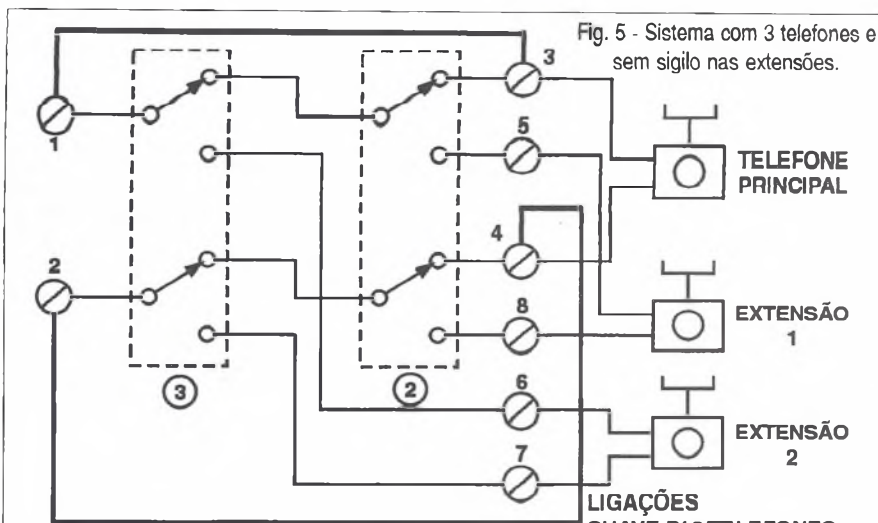 Fig. 5 - Sistema com 3 telefones e
sem sigilo nas extensões.
3
1
5
TELEFONE
PRINCIPAL
2
4
8
EXTENSÃO
1
3
2
6
EXTENSÃO
2
7
LIGAÇÕES